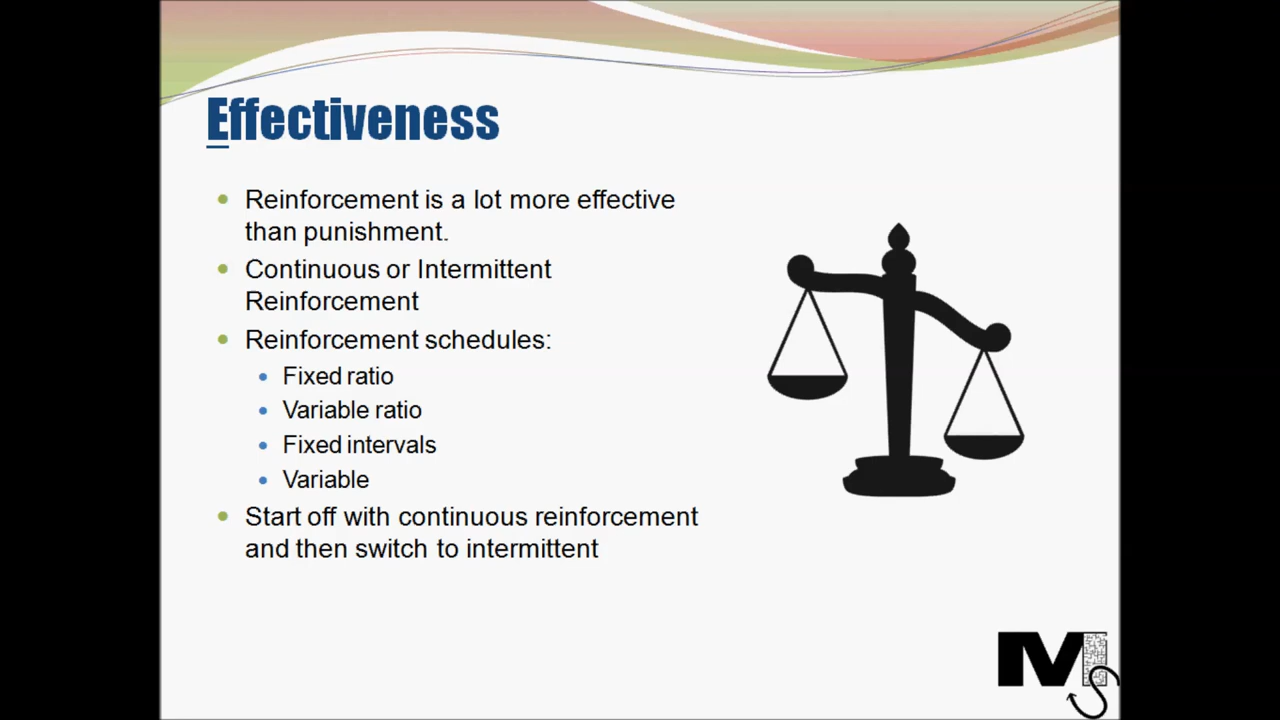 Effectiveness
Reinforcement is a lot more effective
than punishment.
Continuous or Intermittent
Reinforcement
Reinforcement schedules:
Fixed ratio
Variable ratio
Fixed intervals
Variable
Start off with continuous reinforcement
and then switch to intermittent